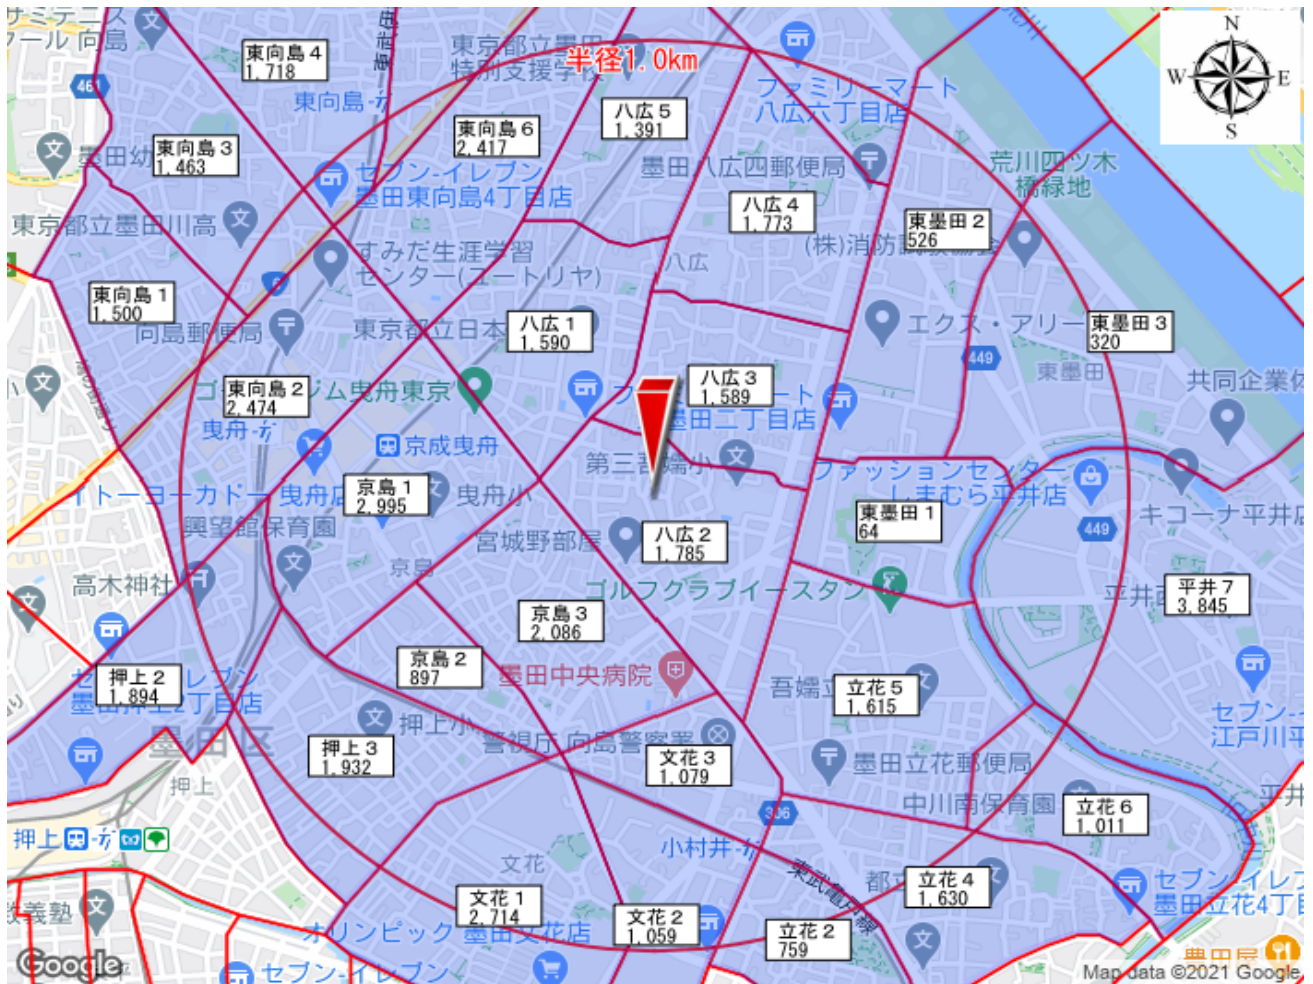 東向島４
1,718
半径1.0km
N
W
E
S
八広５
1,391
ファミリーマート
八広六丁目店
461
東向島
東向島６
2,417
東向島３
1,463
セブン-イレブン
墨田東向島4丁目店
墨田八広四郵便局
荒川四ツ木
橋緑地
東京都立墨田川高
八広４
1,773
東墨田２
526
すみだ生涯学習
センター(ユートリヤ)
八広
6
東向島１
1,500
向島郵便局
東京都立日本
八広１
1,590
エクス・アリー
東墨田３
320
449
東墨田
東向島２
2,474
八広３
1,589
共同企業体
曳舟
京成曳舟
第三吾嬬小
ファッションセンター
しまむら平井店
イトーヨーカドー 曳舟店
京島１
2,995
曳舟小
東墨田１
64
449
キコーナ平井店
興望館保育園
宮城野部屋
八広２
1,785
京島
高木神社
ゴルフクラブイースタン
平井７
3,845
京島３
2,086
京島２
897
墨田中央病院
押上２
1,894
墨田押上2丁目店
立花５
1,615
セブン-イ
江戸川平
墨田区
押上小
警視庁 向島警察署
押上３
1,932
文花３
1,079
墨田立花郵便局
押上
中川南保育園
立花６
1,011
306
押上
小村井
文花
東武亀戸線
立花４
1,630
セブン-イレブ
墨田立花4丁目
文花１
2,714
文花２
1,059
立花２
759
オリンピック 墨田文花店
Google
セブン-イレブン
豊田屋
Map data ©2021 Google